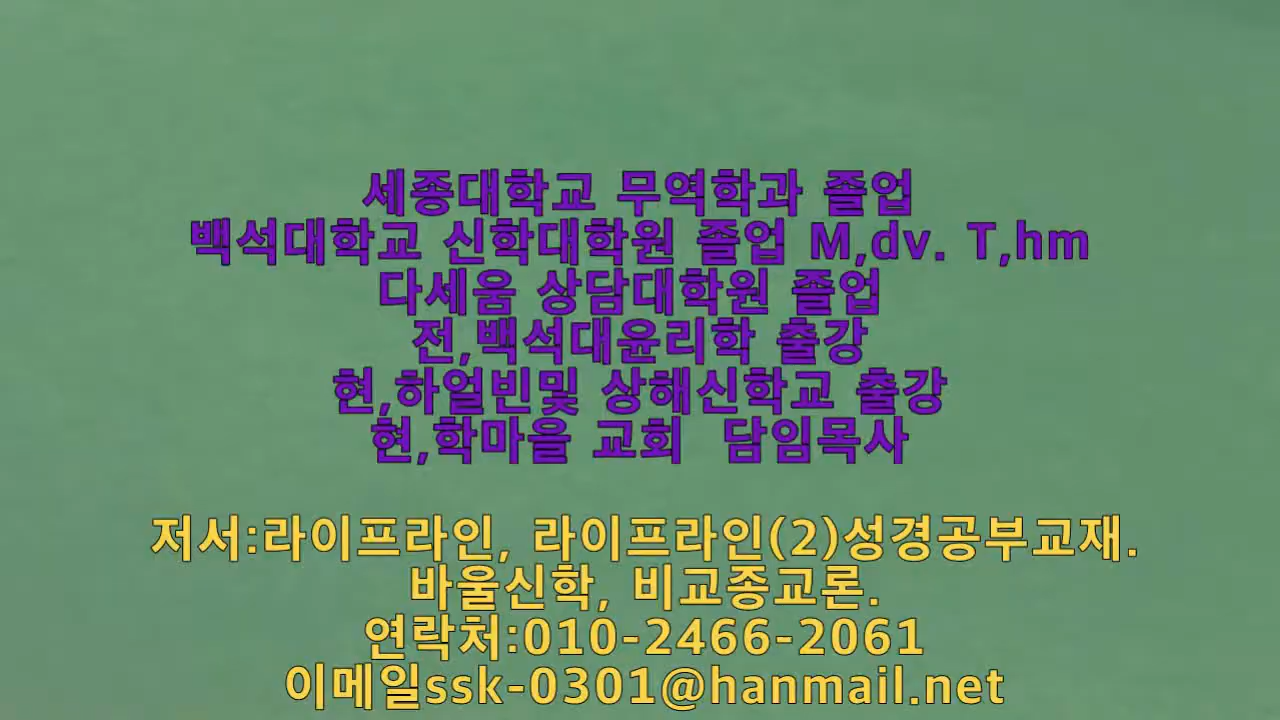 세종대학교 무역학과 졸업
백석대학교 신학대학원 졸업 M,dv. T,hm
다세움 상담대학원 졸업
전,백석대윤리학 출강
현,하얼빈및 상해신학교 출강
현,학마을 교회 담임목사
저서:라이프라인, 라이프라인(2)성경공부교재.
바울신학, 비교종교론.
연락처:010-2466-2061
이메일ssk-0301@hanmail.net